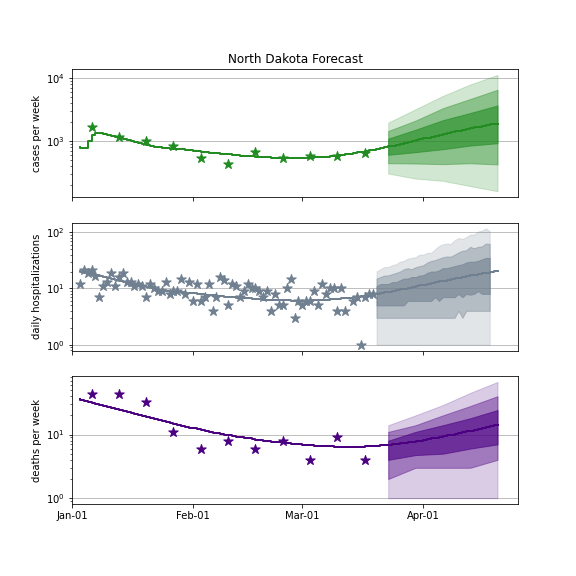 North Dakota Forecast
cases per week
10⁴
10³
daily hospitalizations
10²
10¹
10⁰
deaths per week
10¹
10⁰
Jan-01 Feb-01 Mar-01 Apr-01